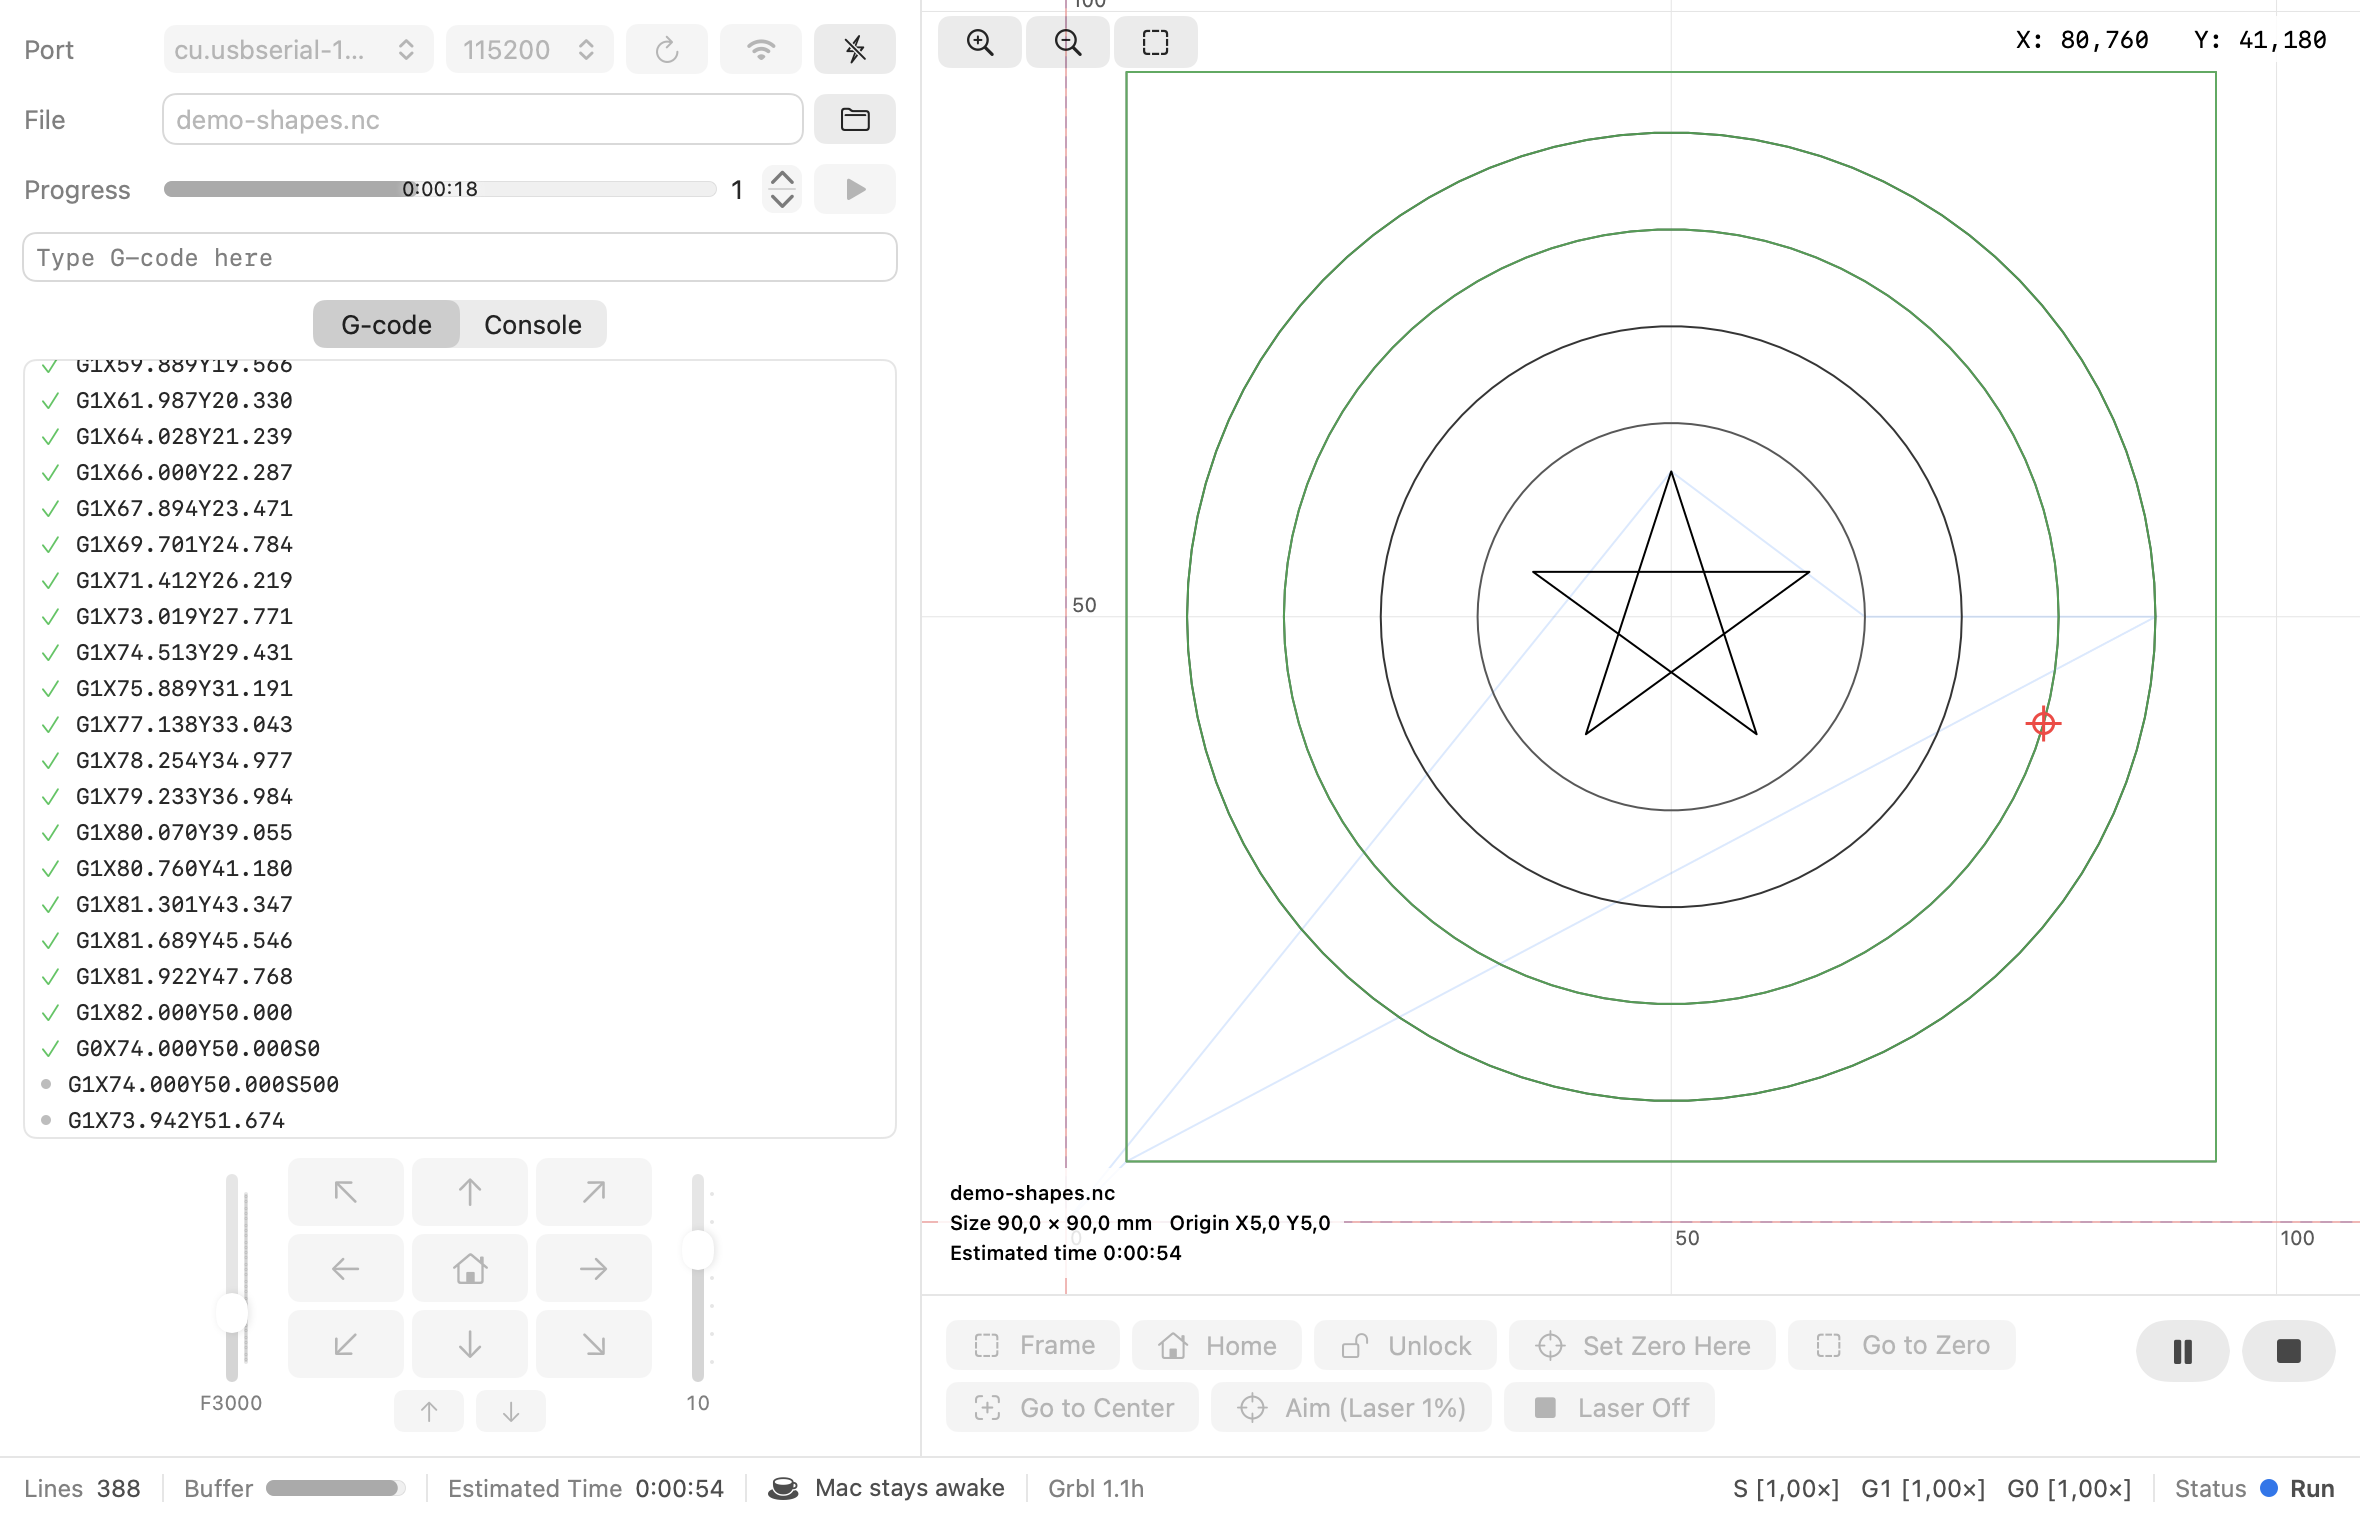 Port
cu.usbserial-1...
115200
File
demo-shapes.nc
Progress
0:00:18
1
Type G-code here
G-code
Console
G1X59.889Y19.566
G1X61.987Y20.330
G1X64.028Y21.239
G1X66.000Y22.287
G1X67.894Y23.471
G1X69.701Y24.784
G1X71.412Y26.219
G1X73.019Y27.771
G1X74.513Y29.431
G1X75.889Y31.191
G1X77.138Y33.043
G1X78.254Y34.977
G1X79.233Y36.984
G1X80.070Y39.055
G1X80.760Y41.180
G1X81.301Y43.347
G1X81.689Y45.546
G1X81.922Y47.768
G1X82.000Y50.000
G0X74.000Y50.000S0
G1X74.000Y50.000S500
G1X73.942Y51.674
F3000
10
100
X: 80,760 Y: 41,180
50
demo-shapes.nc
Size 90,0 × 90,0 mm Origin X5,0 Y5,0
Estimated time 0:00:54
0
50
100
Frame
Home
Unlock
Set Zero Here
Go to Zero
Go to Center
Aim (Laser 1%)
Laser Off
Lines 388
Buffer
Estimated Time 0:00:54
Mac stays awake
Grbl 1.1h
S [1,00×] G1 [1,00×] G0 [1,00×]
Status Run